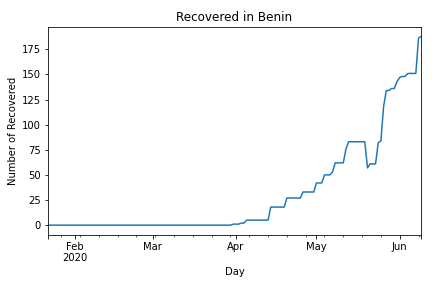 Recovered in Benin
Number of Recovered
175
150
125
100
75
50
25
0
Feb
2020
Mar
Apr
May
Jun
Day